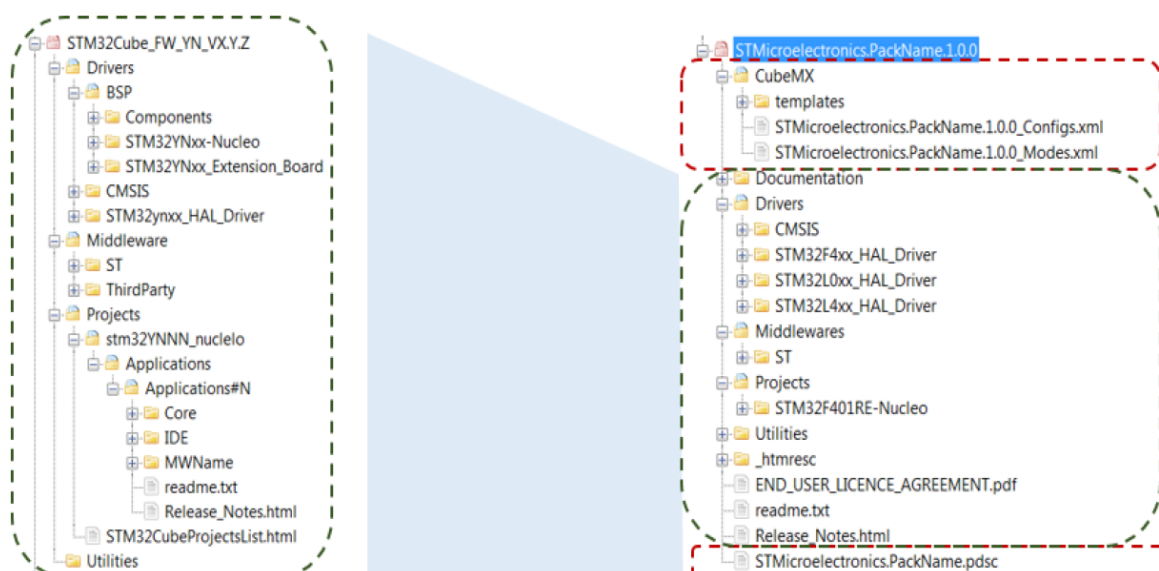 STM32Cube_FW_YN_VX.Y.Z
Drivers
BSP
Components
STM32YNxx-Nucleo
STM32YNxx_Extension_Board
CMSIS
STM32ynxx_HAL_Driver
Middleware
ST
ThirdParty
Projects
stm32YNNN_nuclelo
Applications
Applications#N
Core
IDE
MWName
readme.txt
Release_Notes.html
STM32CubeProjectsList.html
Utilities
STMicroelectronics.PackName.1.0.0
CubeMX
templates
STMicroelectronics.PackName.1.0.0_Configs.xml
STMicroelectronics.PackName.1.0.0_Modes.xml
Documentation
Drivers
CMSIS
STM32F4xx_HAL_Driver
STM32L0xx_HAL_Driver
STM32L4xx_HAL_Driver
Middlewares
ST
Projects
STM32F401RE-Nucleo
Utilities
_htmresc
END_USER_LICENCE_AGREEMENT.pdf
readme.txt
Release_Notes.html
STMicroelectronics.PackName.pdsc